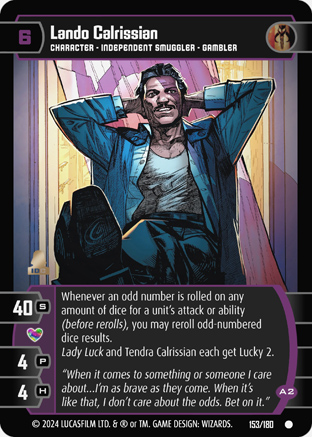 6
Lando Calrissian
CHARACTER - INDEPENDENT SMUGGLER - GAMBLER
ID
40 S
4 P
4 H
Whenever an odd number is rolled on any
amount of dice for a unit's attack or ability
(before rerolls), you may reroll odd-numbered
dice results.
Lady Luck and Tendra Calrissian each get Lucky 2.
"When it comes to something or someone I care
about...I'm as brave as they come. When it's
like that, I don't care about the odds. Bet on it."
A2
© 2024 LUCASFILM LTD. & ® or TM. GAME DESIGN: WIZARDS.
153/180